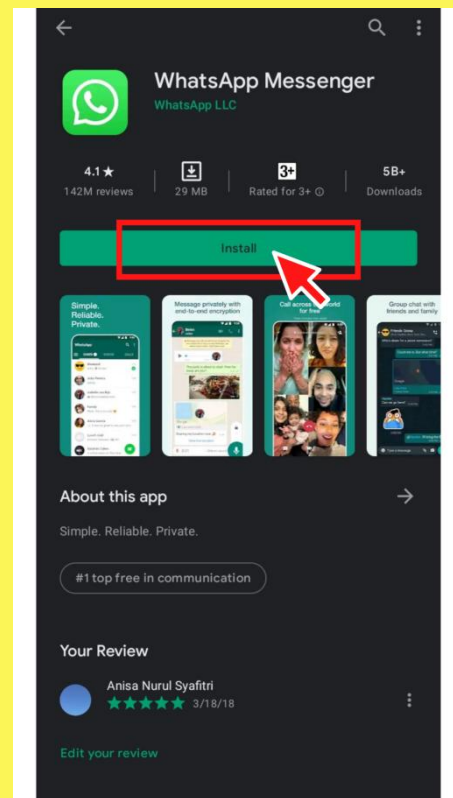 WhatsApp Messenger
WhatsApp LLC
4.1★
142M reviews
29 MB
3+
Rated for 3+
5B+
Downloads
Install
Simple.
Reliable.
Private.
Message privately with
end-to-end encryption
Call across world
for free
Group chat with
friends and family
About this app
Simple. Reliable. Private.
#1 top free in communication
Your Review
Anisa Nurul Syafitri
3/18/18
Edit your review